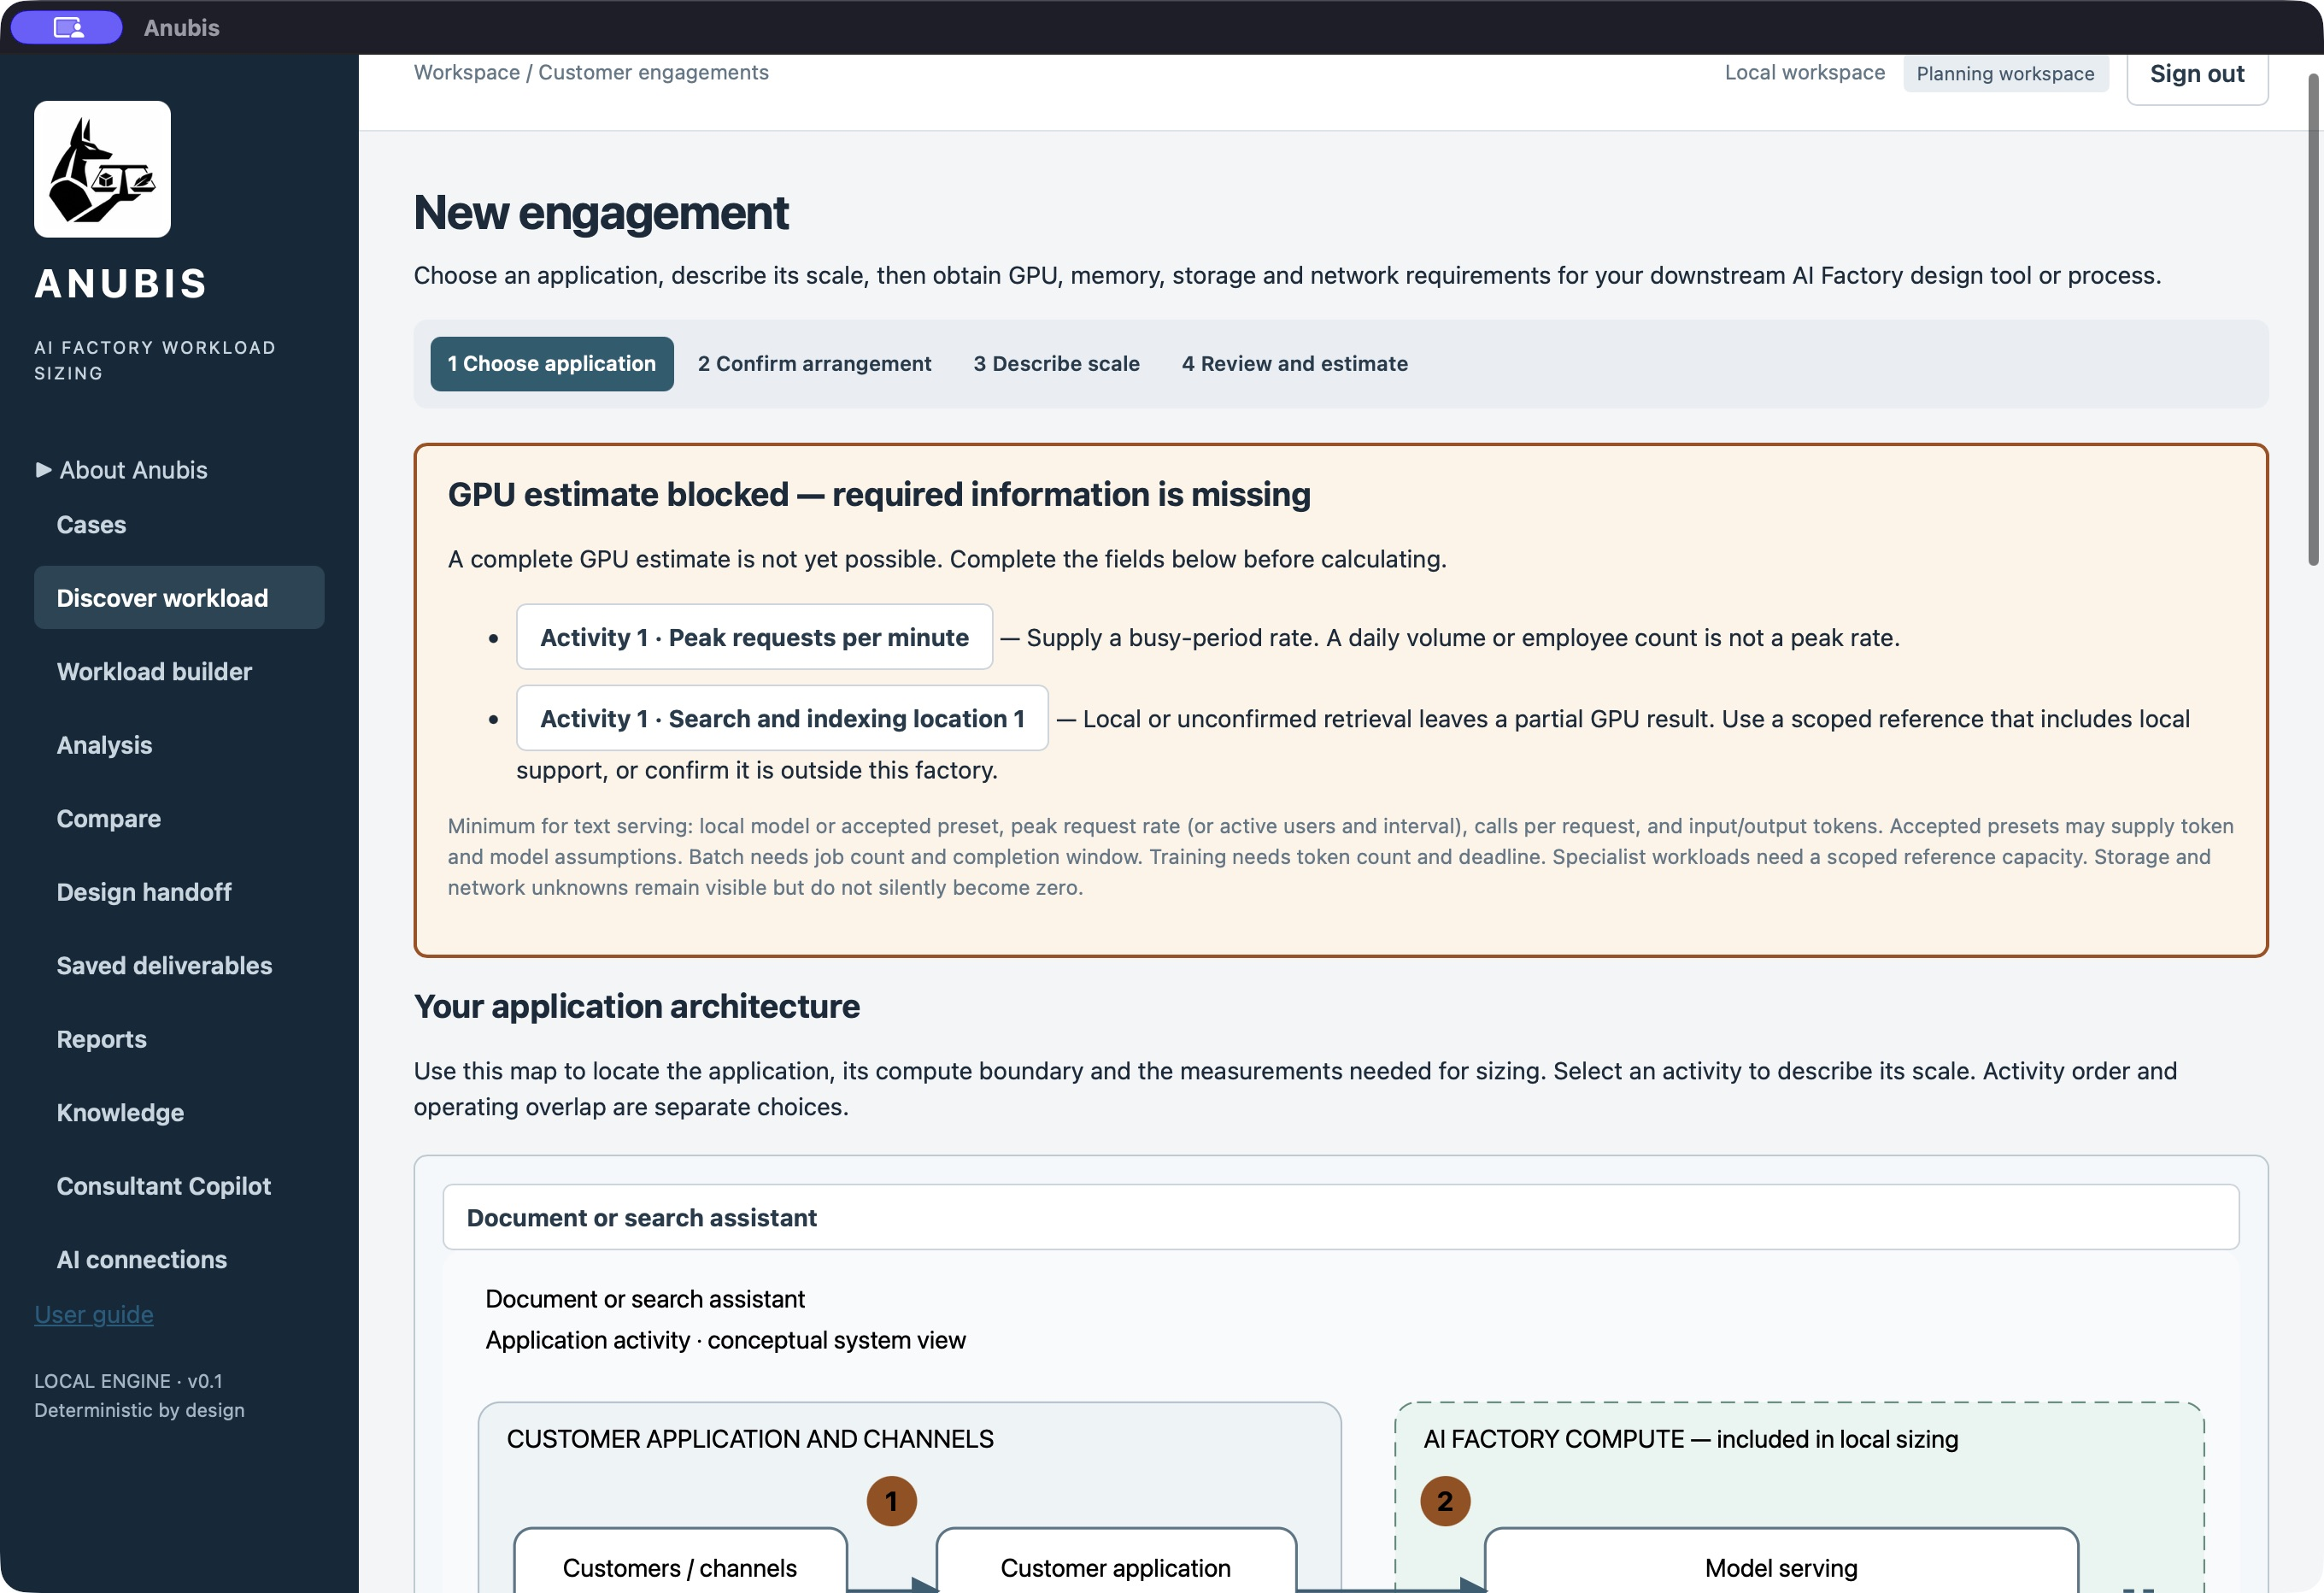 Anubis
Workspace / Customer engagements
Local workspace
Planning workspace
Sign out
ANUBIS
AI FACTORY WORKLOAD
SIZING
About Anubis
Cases
Discover workload
Workload builder
Analysis
Compare
Design handoff
Saved deliverables
Reports
Knowledge
Consultant Copilot
AI connections
User guide
LOCAL ENGINE · v0.1
Deterministic by design
New engagement
Choose an application, describe its scale, then obtain GPU, memory, storage and network requirements for your downstream AI Factory design tool or process.
1 Choose application
2 Confirm arrangement
3 Describe scale
4 Review and estimate
GPU estimate blocked — required information is missing
A complete GPU estimate is not yet possible. Complete the fields below before calculating.
• Activity 1 · Peak requests per minute — Supply a busy-period rate. A daily volume or employee count is not a peak rate.
• Activity 1 · Search and indexing location 1 — Local or unconfirmed retrieval leaves a partial GPU result. Use a scoped reference that includes local
support, or confirm it is outside this factory.
Minimum for text serving: local model or accepted preset, peak request rate (or active users and interval), calls per request, and input/output tokens. Accepted presets may supply token
and model assumptions. Batch needs job count and completion window. Training needs token count and deadline. Specialist workloads need a scoped reference capacity. Storage and
network unknowns remain visible but do not silently become zero.
Your application architecture
Use this map to locate the application, its compute boundary and the measurements needed for sizing. Select an activity to describe its scale. Activity order and
operating overlap are separate choices.
Document or search assistant
Document or search assistant
Application activity · conceptual system view
CUSTOMER APPLICATION AND CHANNELS
1
Customers / channels
Customer application
AI FACTORY COMPUTE — included in local sizing
2
Model serving